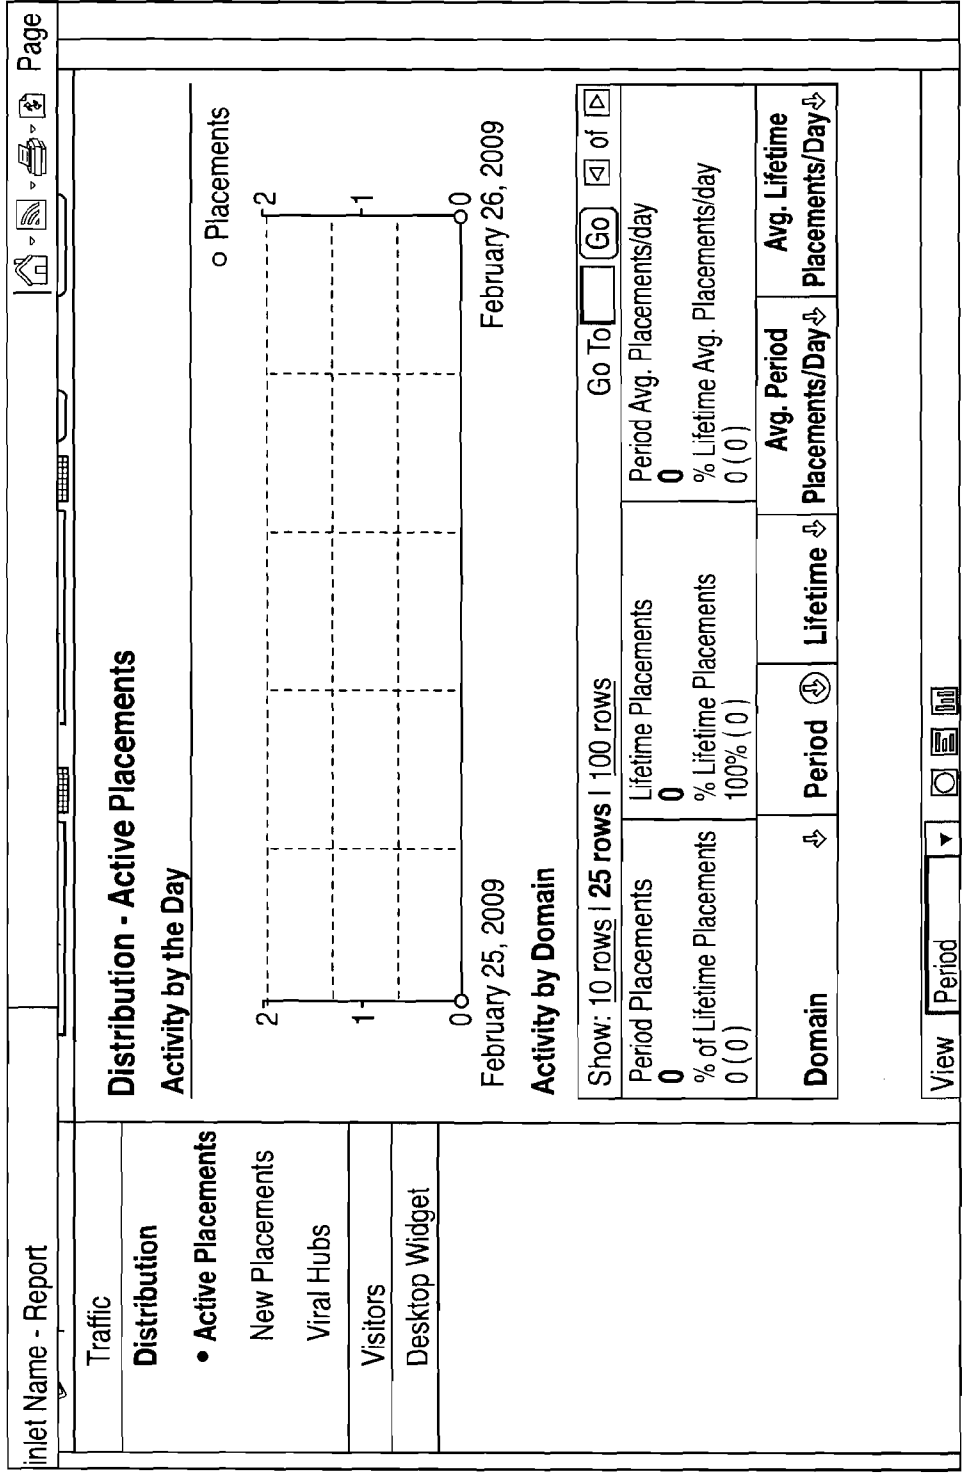 inlet Name - Report
Page
Traffic
Distribution
• Active Placements
New Placements
Viral Hubs
Visitors
Desktop Widget
Distribution - Active Placements
Activity by the Day
Placements
2 2
1 1
0 0
February 25, 2009 February 26, 2009
Activity by Domain
Show: 10 rows | 25 rows | 100 rows Go To Go of
Period Placements
0
% of Lifetime Placements
0 ( 0 )
Lifetime Placements
0
% Lifetime Placements
100% ( 0 )
Period Avg. Placements/day
0
% Lifetime Avg. Placements/day
0 ( 0 )
Domain
Period
Lifetime
Avg. Period
Placements/Day
Avg. Lifetime
Placements/Day
View Period